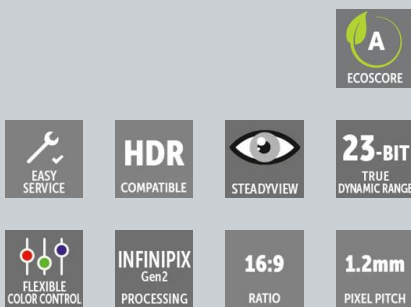 A
ECOSCORE
EASY
SERVICE
HDR
COMPATIBLE
STEADYVIEW
23-BIT
TRUE
DYNAMIC RANGE
FLEXIBLE
COLOR CONTROL
INFINIPIX
Gen2
PROCESSING
16:9
RATIO
1.2mm
PIXEL PITCH